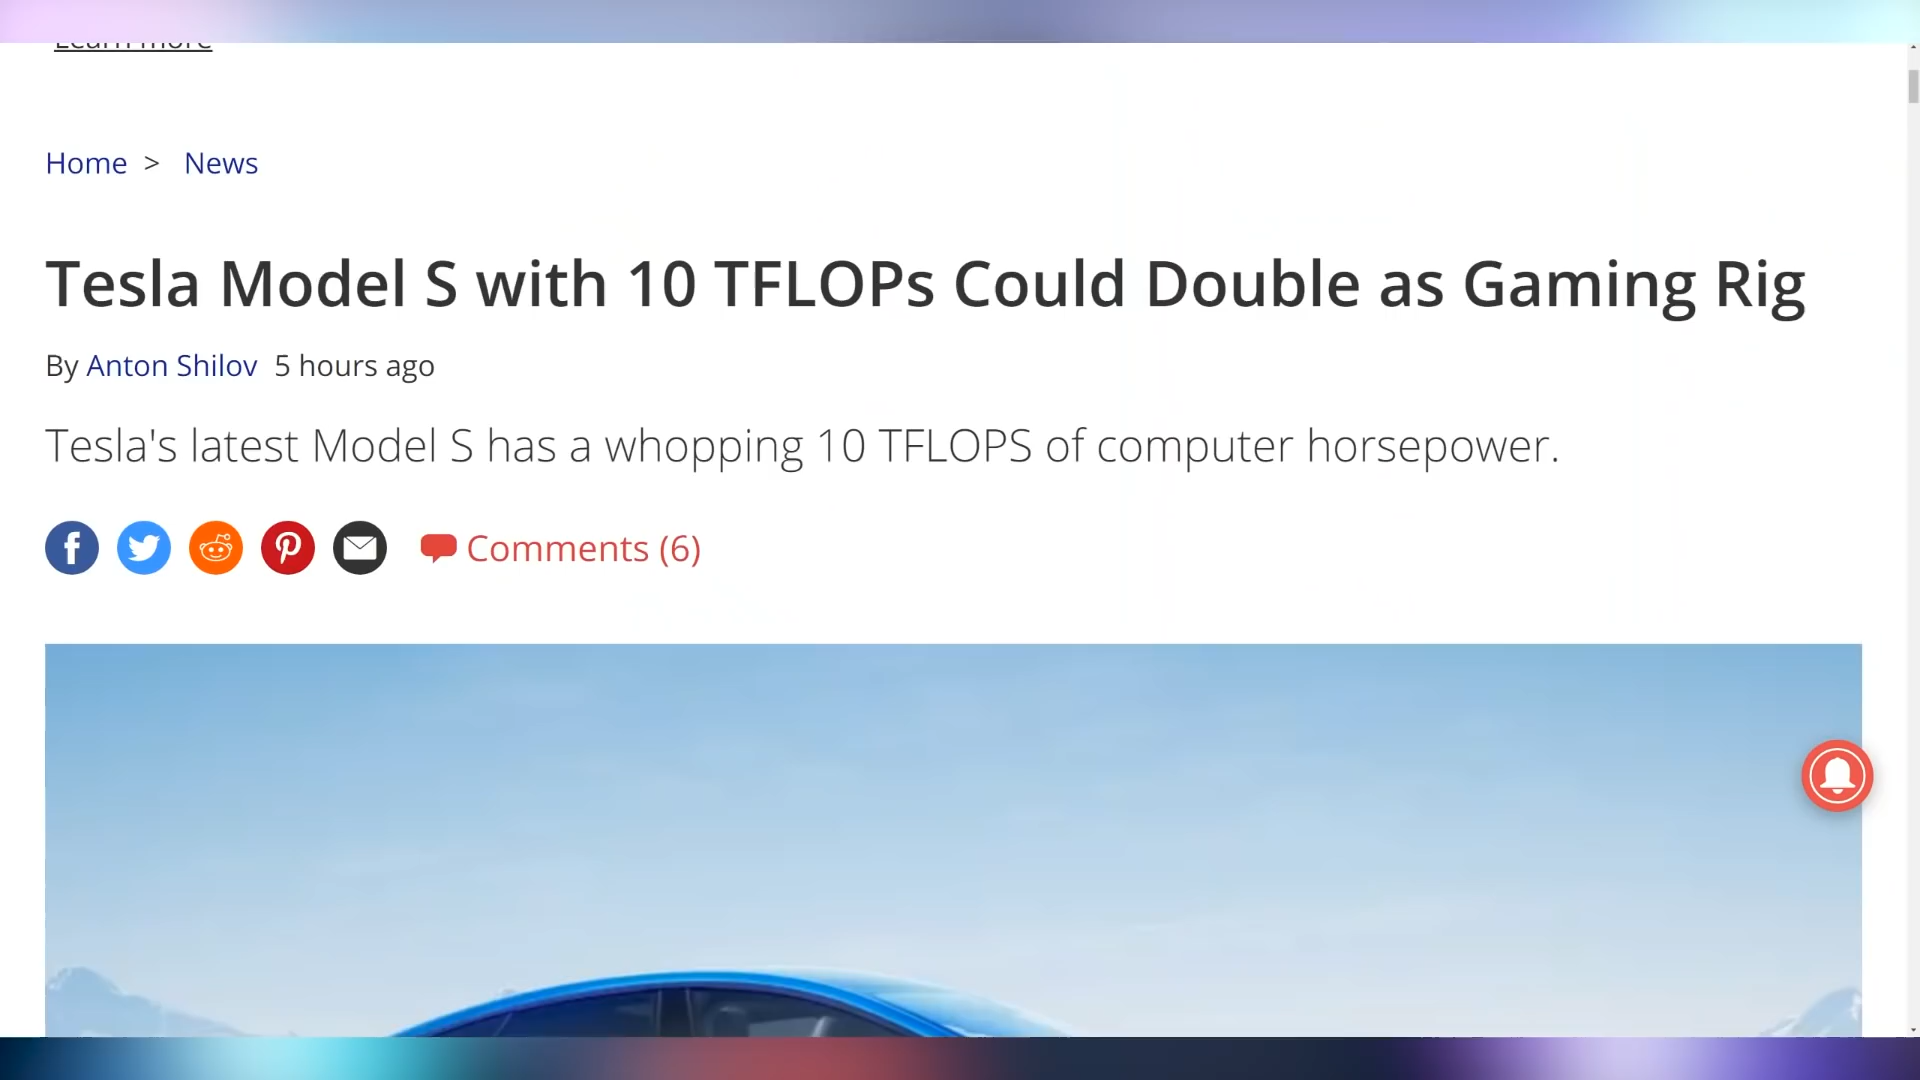 Learn more
Home > News
Tesla Model S with 10 TFLOPs Could Double as Gaming Rig
By Anton Shilov 5 hours ago
Tesla's latest Model S has a whopping 10 TFLOPS of computer horsepower.
Comments (6)